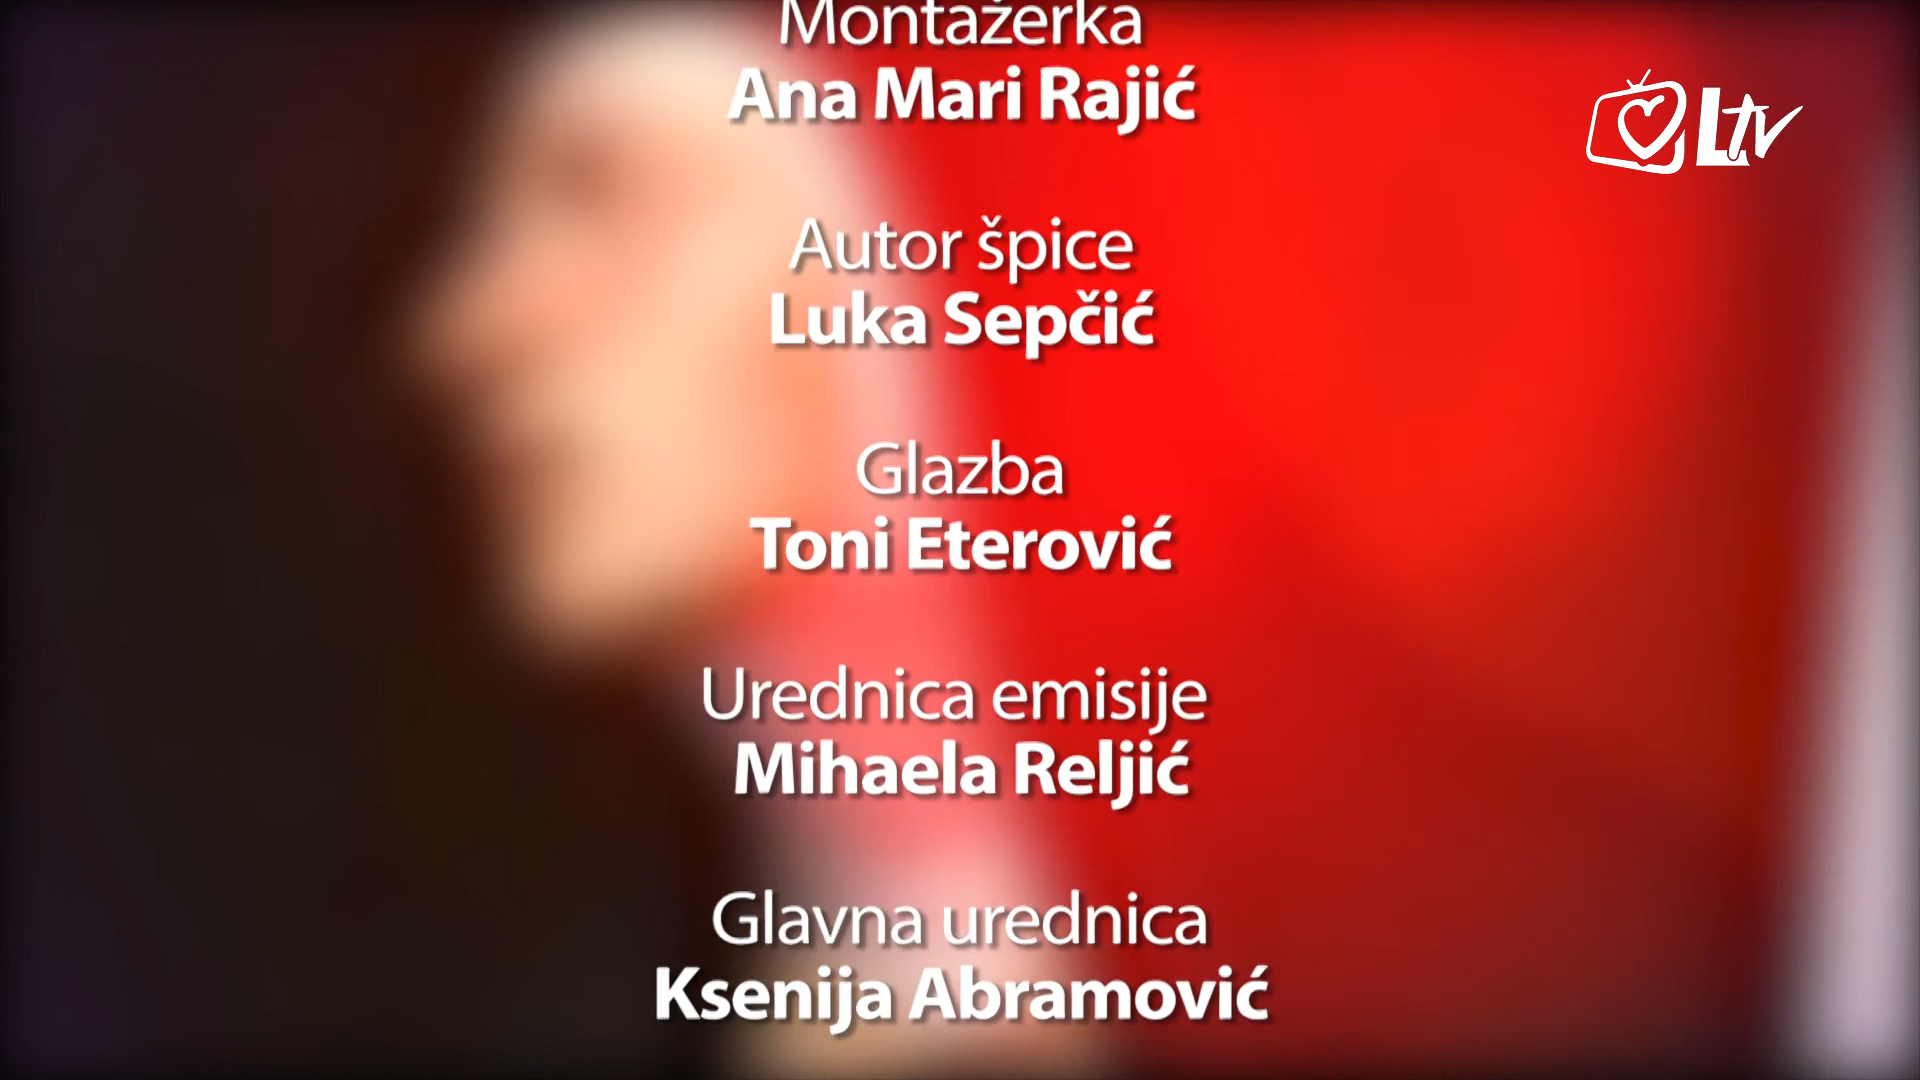 Montažerka
Ana Mari Rajić
LTV
Autor špice
Luka Sepčić
Glazba
Toni Eterović
Urednica emisije
Mihaela Reljić
Glavna urednica
Ksenija Abramović